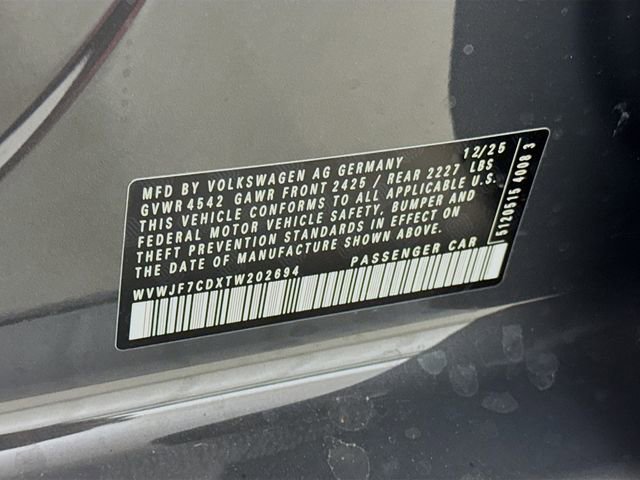 MFD BY VOLKSWAGEN AG GERMANY 12/25
GVWR 4542 GAWR FRONT 2425 / REAR 2227 LBS
THIS VEHICLE CONFORMS TO ALL APPLICABLE U.S.
FEDERAL MOTOR VEHICLE SAFETY, BUMPER AND
THEFT PREVENTION STANDARDS IN EFFECT ON
THE DATE OF MANUFACTURE SHOWN ABOVE.
WVWJF7CDXTW202694 PASSENGER CAR
5120515 4008 3